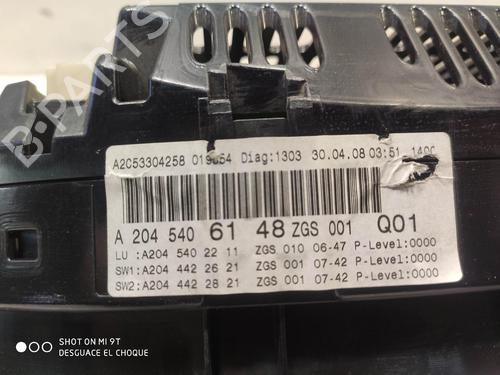 B-PARTS
A2C53304258 019854 Diag:1303 30.04.08 03:51
A 204 540 61 48 ZGS 001 Q01
LU :A204 540 22 11 ZGS 010 06-47 P-Level:0000
SW1:A204 442 26 21 ZGS 001 07-42 P-Level:0000
SW2:A204 442 28 21 ZGS 001 07-42 P-Level:0000
SHOT ON MI 9T
DESGUACE EL CHOQUE